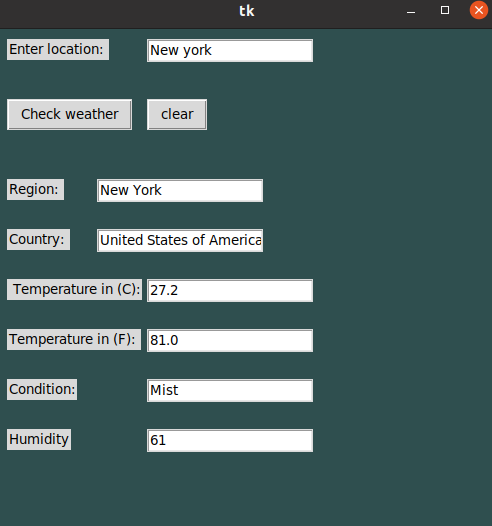 tk
Enter location: New york
Check weather clear
Region: New York
Country: United States of America
Temperature in (C): 27.2
Temperature in (F): 81.0
Condition: Mist
Humidity 61